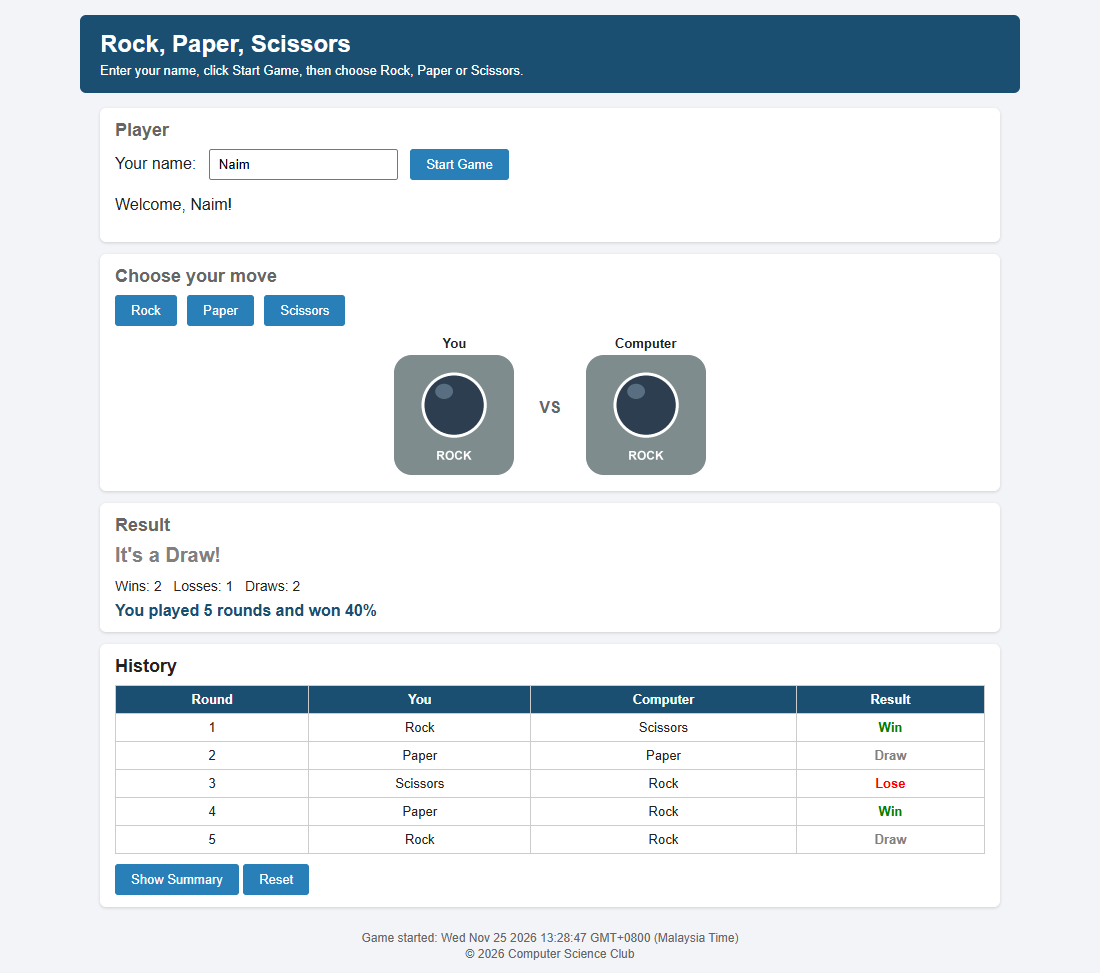 Rock, Paper, Scissors
Enter your name, click Start Game, then choose Rock, Paper or Scissors.
Player
Your name: Naim Start Game
Welcome, Naim!
Choose your move
Rock Paper Scissors
You Computer
VS
ROCK ROCK
Result
It's a Draw!
Wins: 2 Losses: 1 Draws: 2
You played 5 rounds and won 40%
History
Round You Computer Result
1 Rock Scissors Win
2 Paper Paper Draw
3 Scissors Rock Lose
4 Paper Rock Win
5 Rock Rock Draw
Show Summary Reset
Game started: Wed Nov 25 2026 13:28:47 GMT+0800 (Malaysia Time)
© 2026 Computer Science Club